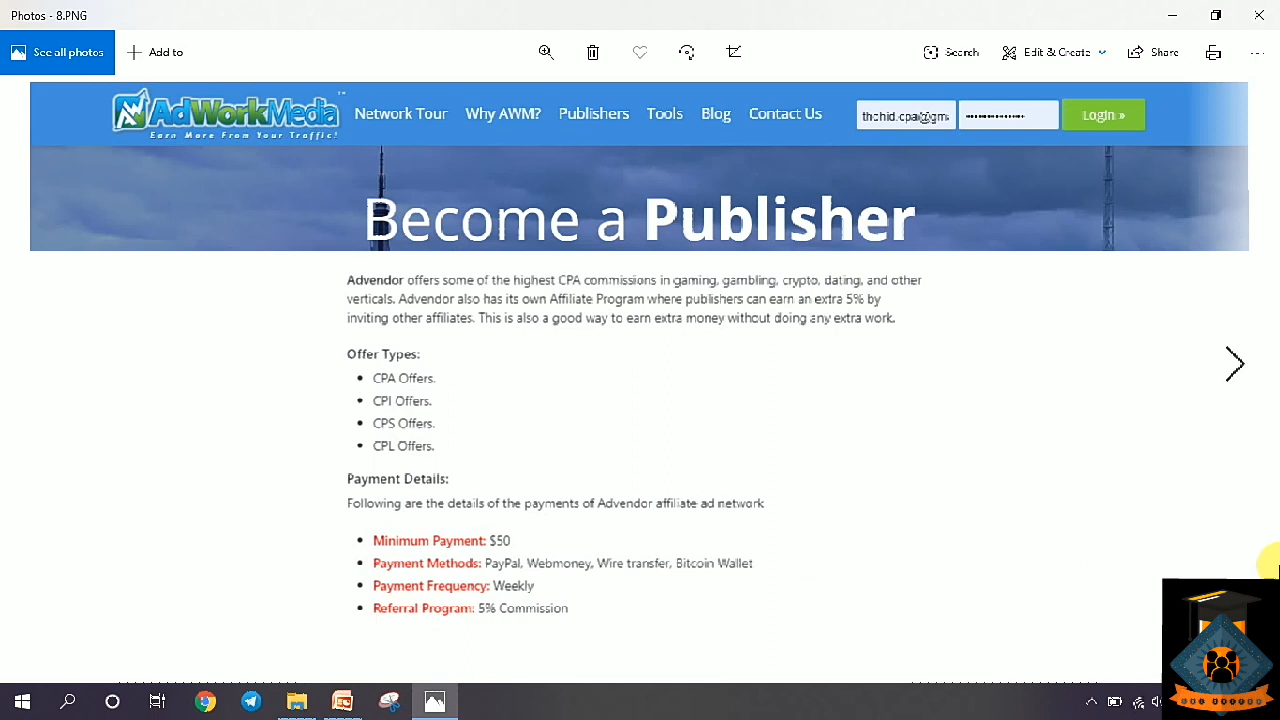 Photos - 8.PNG
See all photos
Add to
Search
Edit & Create
Share
AdWorkMedia™
Earn More From Your Traffic!
Network Tour
Why AWM?
Publishers
Tools
Blog
Contact Us
Login »
Become a Publisher
Advendor offers some of the highest CPA commissions in gaming, gambling, crypto, dating, and other
verticals. Advendor also has its own Affiliate Program where publishers can earn an extra 5% by
inviting other affiliates. This is also a good way to earn extra money without doing any extra work.
Offer Types:
• CPA Offers.
• CPI Offers.
• CPS Offers.
• CPL Offers.
Payment Details:
Following are the details of the payments of Advendor affiliate ad network
• Minimum Payment: $50
• Payment Methods: PayPal, Webmoney, Wire transfer, Bitcoin Wallet
• Payment Frequency: Weekly
• Referral Program: 5% Commission